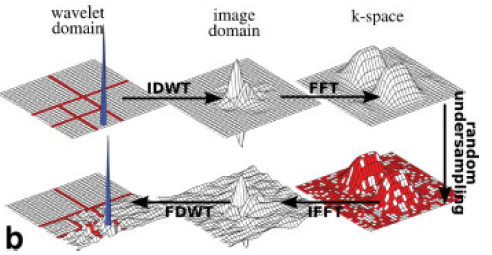 wavelet
domain
image
domain
k-space
IDWT
FFT
random
undersampling
FDWT
IFFT
b